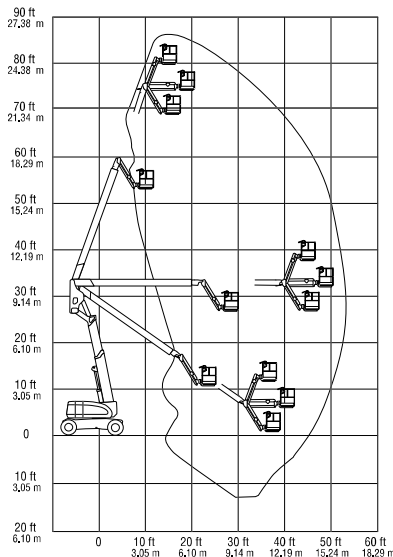 90 ft
27.38 m
80 ft
24.38 m
70 ft
21.34 m
60 ft
18.29 m
50 ft
15.24 m
40 ft
12.19 m
30 ft
9.14 m
20 ft
6.10 m
10 ft
3.05 m
0
10 ft
3.05 m
20 ft
6.10 m
0 10 ft 20 ft 30 ft 40 ft 50 ft 60 ft
3.05 m 6.10 m 9.14 m 12.19 m 15.24 m 18.29 m